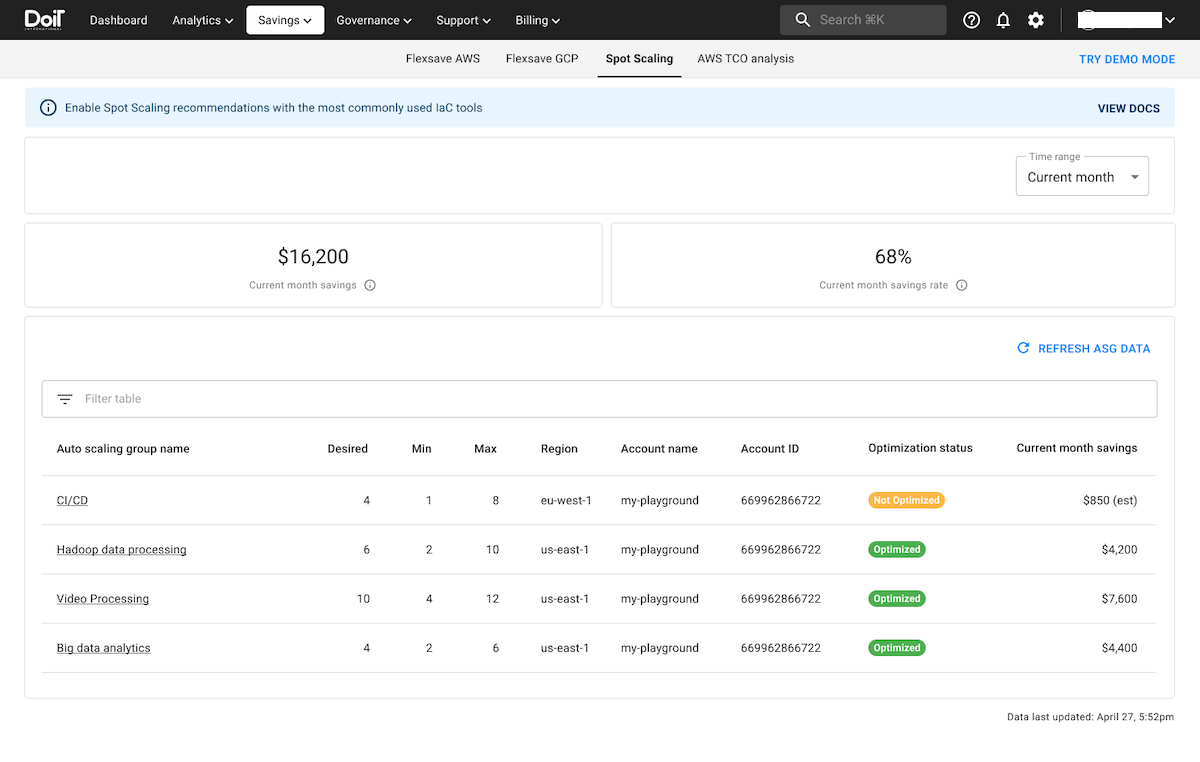 DoiT Dashboard Analytics Savings Governance Support Billing Search ⌘K
INTERNATIONAL
Flexsave AWS Flexsave GCP Spot Scaling AWS TCO analysis TRY DEMO MODE
Enable Spot Scaling recommendations with the most commonly used IaC tools VIEW DOCS
Time range
Current month
$16,200 68%
Current month savings Current month savings rate
REFRESH ASG DATA
Filter table
Auto scaling group name Desired Min Max Region Account name Account ID Optimization status Current month savings
CI/CD 4 1 8 eu-west-1 my-playground 669962866722 Not Optimized $850 (est)
Hadoop data processing 6 2 10 us-east-1 my-playground 669962866722 Optimized $4,200
Video Processing 10 4 12 us-east-1 my-playground 669962866722 Optimized $7,600
Big data analytics 4 2 6 us-east-1 my-playground 669962866722 Optimized $4,400
Data last updated: April 27, 5:52pm